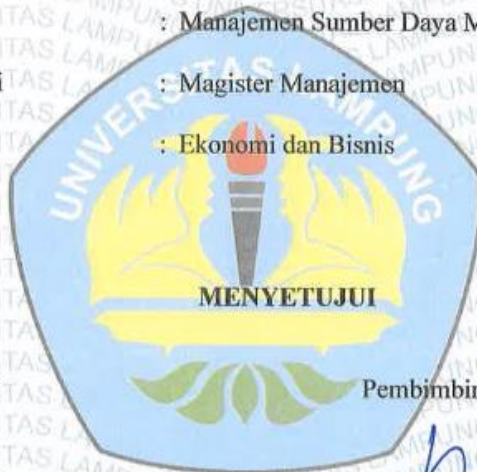 : Manajemen Sumber Daya M
i : Magister Manajemen
: Ekonomi dan Bisnis
UNIVERSITAS LAMPUNG
MENYETUJUI
Pembimbin